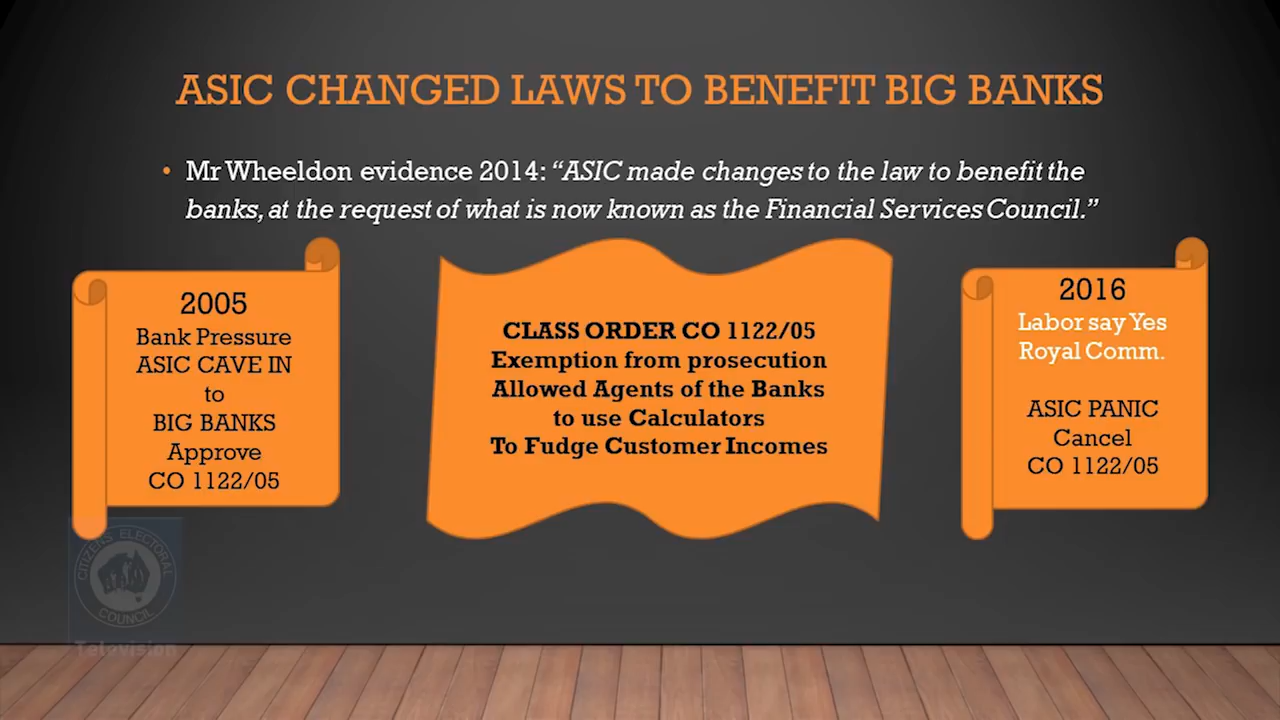 ASIC CHANGED LAWS TO BENEFIT BIG BANKS
• Mr Wheeldon evidence 2014: “ASIC made changes to the law to benefit the
banks, at the request of what is now known as the Financial Services Council.”
2005
Bank Pressure
ASIC CAVE IN
to
BIG BANKS
Approve
CO 1122/05
CLASS ORDER CO 1122/05
Exemption from prosecution
Allowed Agents of the Banks
to use Calculators
To Fudge Customer Incomes
2016
Labor say Yes
Royal Comm.
ASIC PANIC
Cancel
CO 1122/05
CITIZENS ELECTORAL
COUNCIL
Television